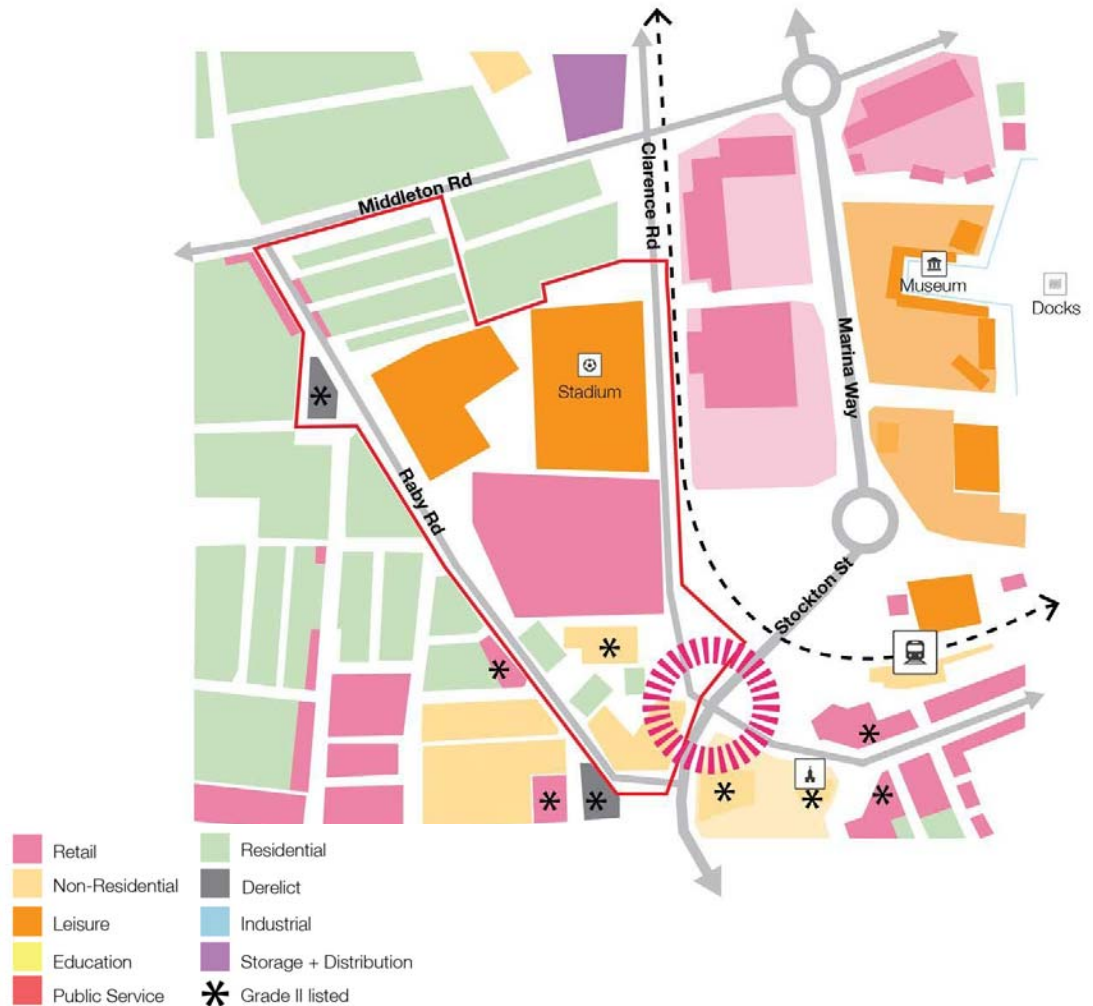 Middleton Rd
Clarence Rd
Museum
Docks
Marina Way
Stadium
Raby Rd
Stockton St
Retail
Residential
Non-Residential
Derelict
Leisure
Industrial
Education
Storage + Distribution
Public Service
Grade II listed